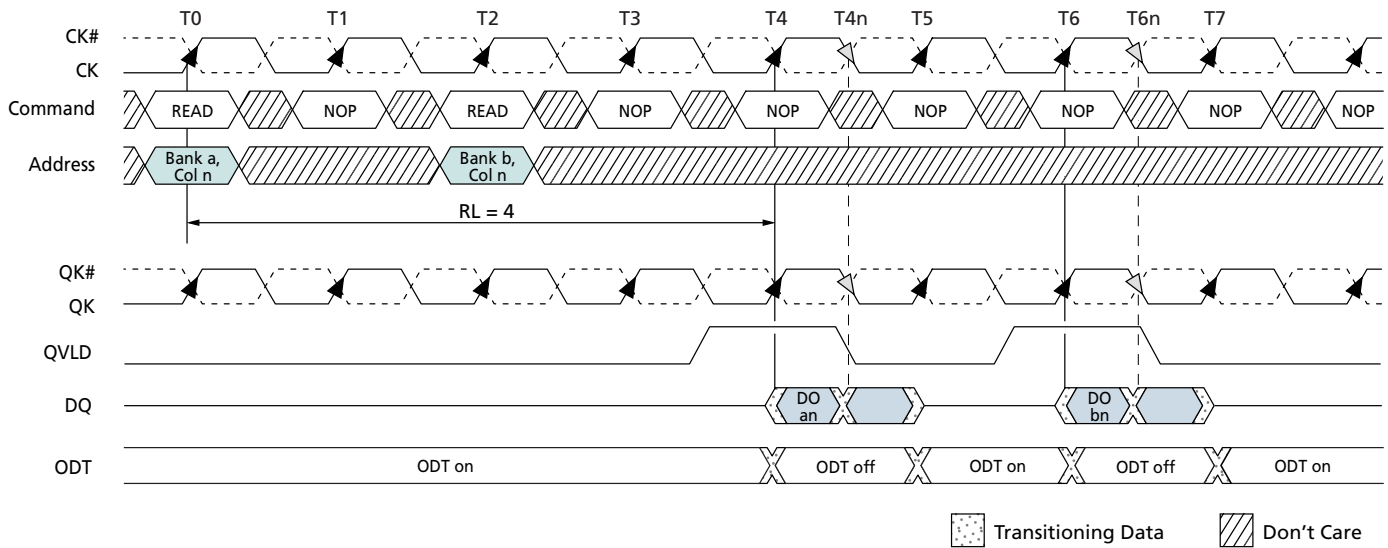 T0 T1 T2 T3 T4 T4n T5 T6 T6n T7
CK#
CK
Command READ NOP READ NOP NOP NOP NOP NOP NOP
Address Bank a, Col n Bank b, Col n
RL = 4
QK#
QK
QVLD
DQ DO an DO bn
ODT ODT on ODT off ODT on ODT off ODT on
Transitioning Data Don't Care